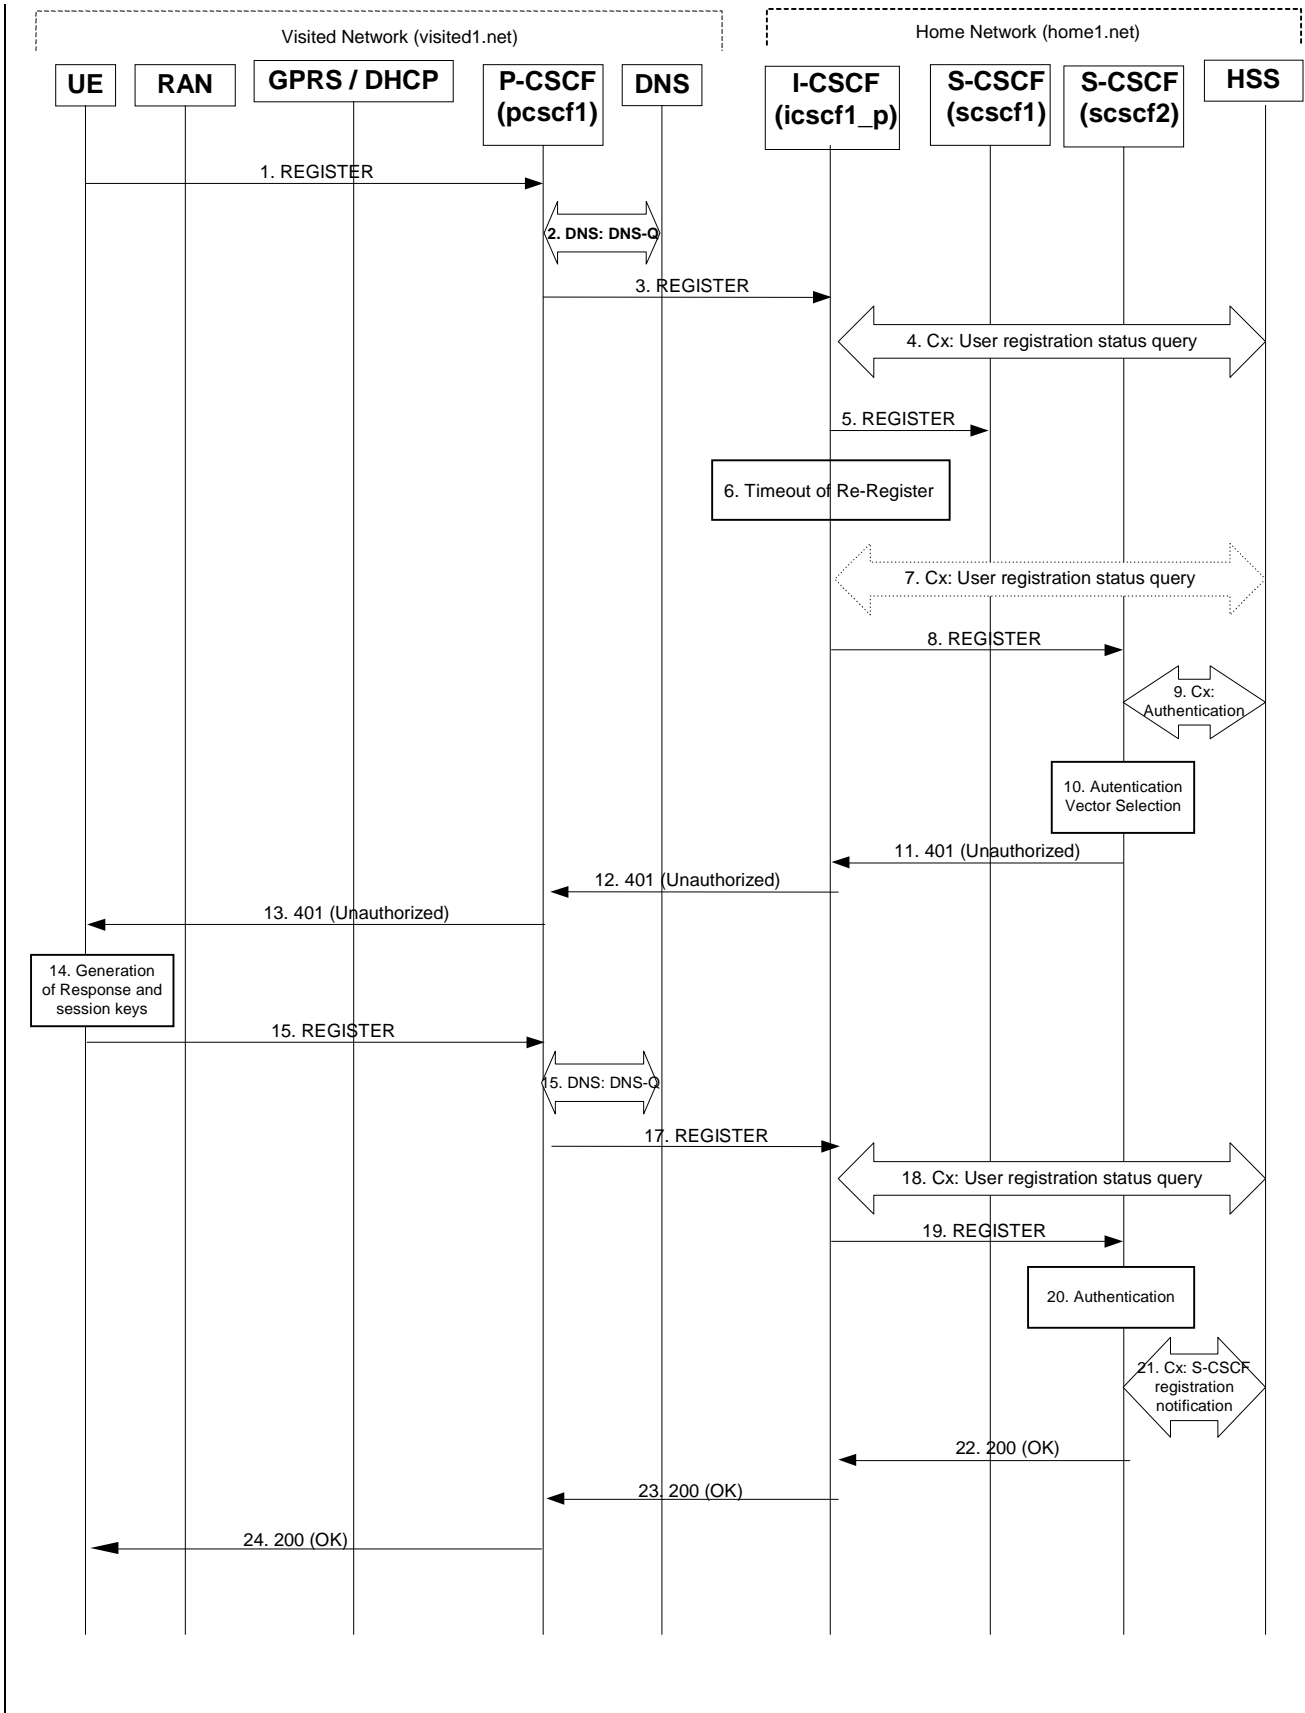 Visited Network (visited1.net)
Home Network (home1.net)
UE
RAN
GPRS / DHCP
P-CSCF
(pcscf1)
DNS
I-CSCF
(icscf1_p)
S-CSCF
(scscf1)
S-CSCF
(scscf2)
HSS
1. REGISTER
2. DNS: DNS-Q
3. REGISTER
4. Cx: User registration status query
5. REGISTER
6. Timeout of Re-Register
7. Cx: User registration status query
8. REGISTER
9. Cx:
Authentication
10. Autentication
Vector Selection
11. 401 (Unauthorized)
12. 401 (Unauthorized)
13. 401 (Unauthorized)
14. Generation
of Response and
session keys
15. REGISTER
15. DNS: DNS-Q
17. REGISTER
18. Cx: User registration status query
19. REGISTER
20. Authentication
21. Cx: S-CSCF
registration
notification
22. 200 (OK)
23. 200 (OK)
24. 200 (OK)